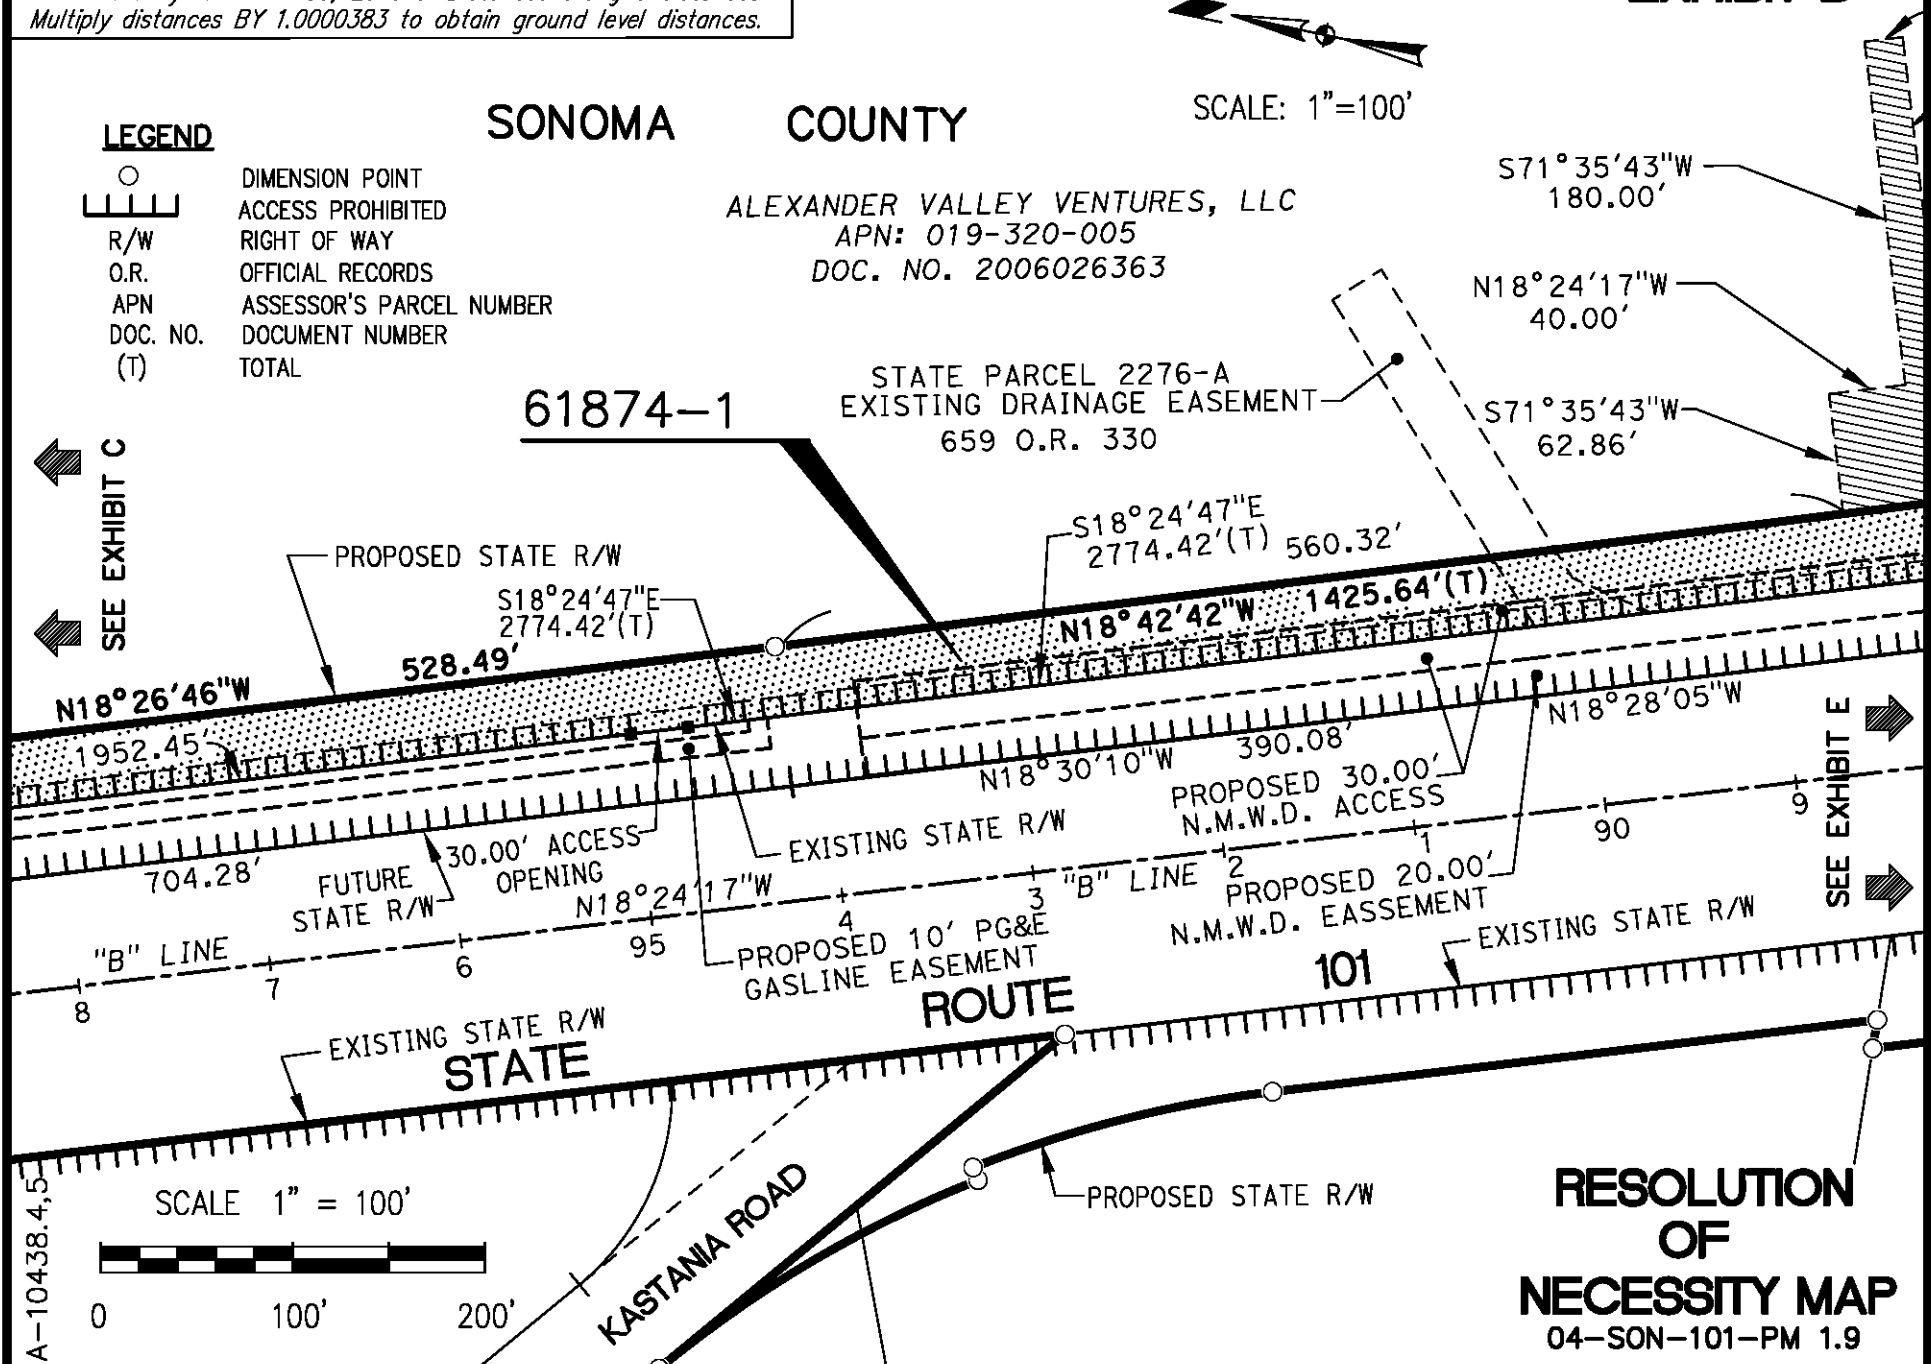 Multiply distances BY 1.0000383 to obtain ground level distances.
SCALE: 1"=100'
SONOMA COUNTY
LEGEND
DIMENSION POINT
ACCESS PROHIBITED
R/W RIGHT OF WAY
O.R. OFFICIAL RECORDS
APN ASSESSOR'S PARCEL NUMBER
DOC. NO. DOCUMENT NUMBER
(T) TOTAL
ALEXANDER VALLEY VENTURES, LLC
APN: 019-320-005
DOC. NO. 2006026363
S71°35'43"W
180.00'
N18°24'17"W
40.00'
S71°35'43"W
62.86'
STATE PARCEL 2276-A
EXISTING DRAINAGE EASEMENT
659 O.R. 330
61874-1
SEE EXHIBIT C
PROPOSED STATE R/W
S18°24'47"E
2774.42'(T)
S18°24'47"E
2774.42'(T)
560.32'
N18°42'42"W 1425.64'(T)
N18°26'46"W
528.49'
1952.45'
N18°28'05"W
N18°30'10"W
390.08'
PROPOSED 30.00'
N.M.W.D. ACCESS
EXISTING STATE R/W
30.00' ACCESS
OPENING
704.28'
FUTURE
STATE R/W
N18°24'17"W
"B" LINE
8
7
6
95
4
3
"B" LINE
2
1
90
9
SEE EXHIBIT E
PROPOSED 20.00'
N.M.W.D. EASSEMENT
PROPOSED 10' PG&E
GASLINE EASEMENT
EXISTING STATE R/W
EXISTING STATE R/W
STATE ROUTE 101
KASTANIA ROAD
PROPOSED STATE R/W
SCALE 1" = 100'
0 100' 200'
A-10438.4,5
RESOLUTION
OF
NECESSITY MAP
04-SON-101-PM 1.9